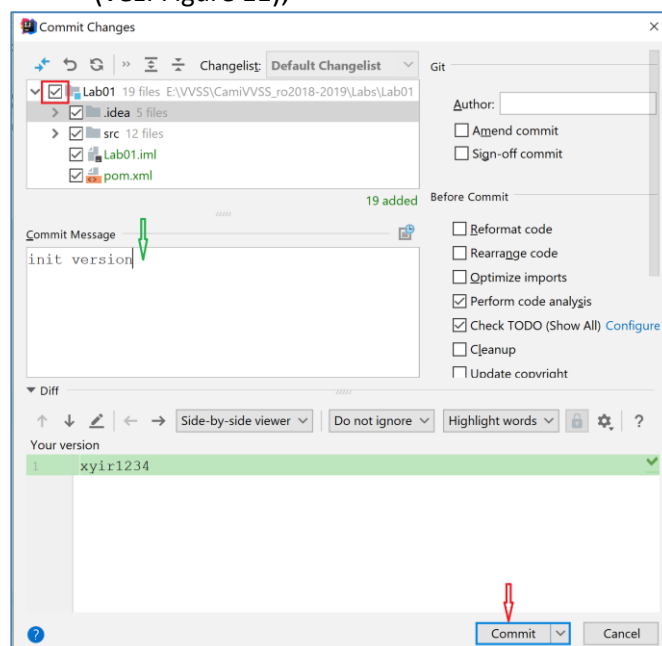 (vezi Figure 11),
Commit Changes
Changelist: Default Changelist
Git
Lab01 19 files E:\VVSS\CamiVVSS_ro2018-2019\Labs\Lab01
.idea 5 files
src 12 files
Lab01.iml
pom.xml
19 added
Author:
Amend commit
Sign-off commit
Before Commit
Reformat code
Rearrange code
Optimize imports
Perform code analysis
Check TODO (Show All) Configure
Cleanup
Update copyright
Commit Message
init version
Diff
Side-by-side viewer
Do not ignore
Highlight words
?
Your version
1 xyir1234
?
Commit
Cancel